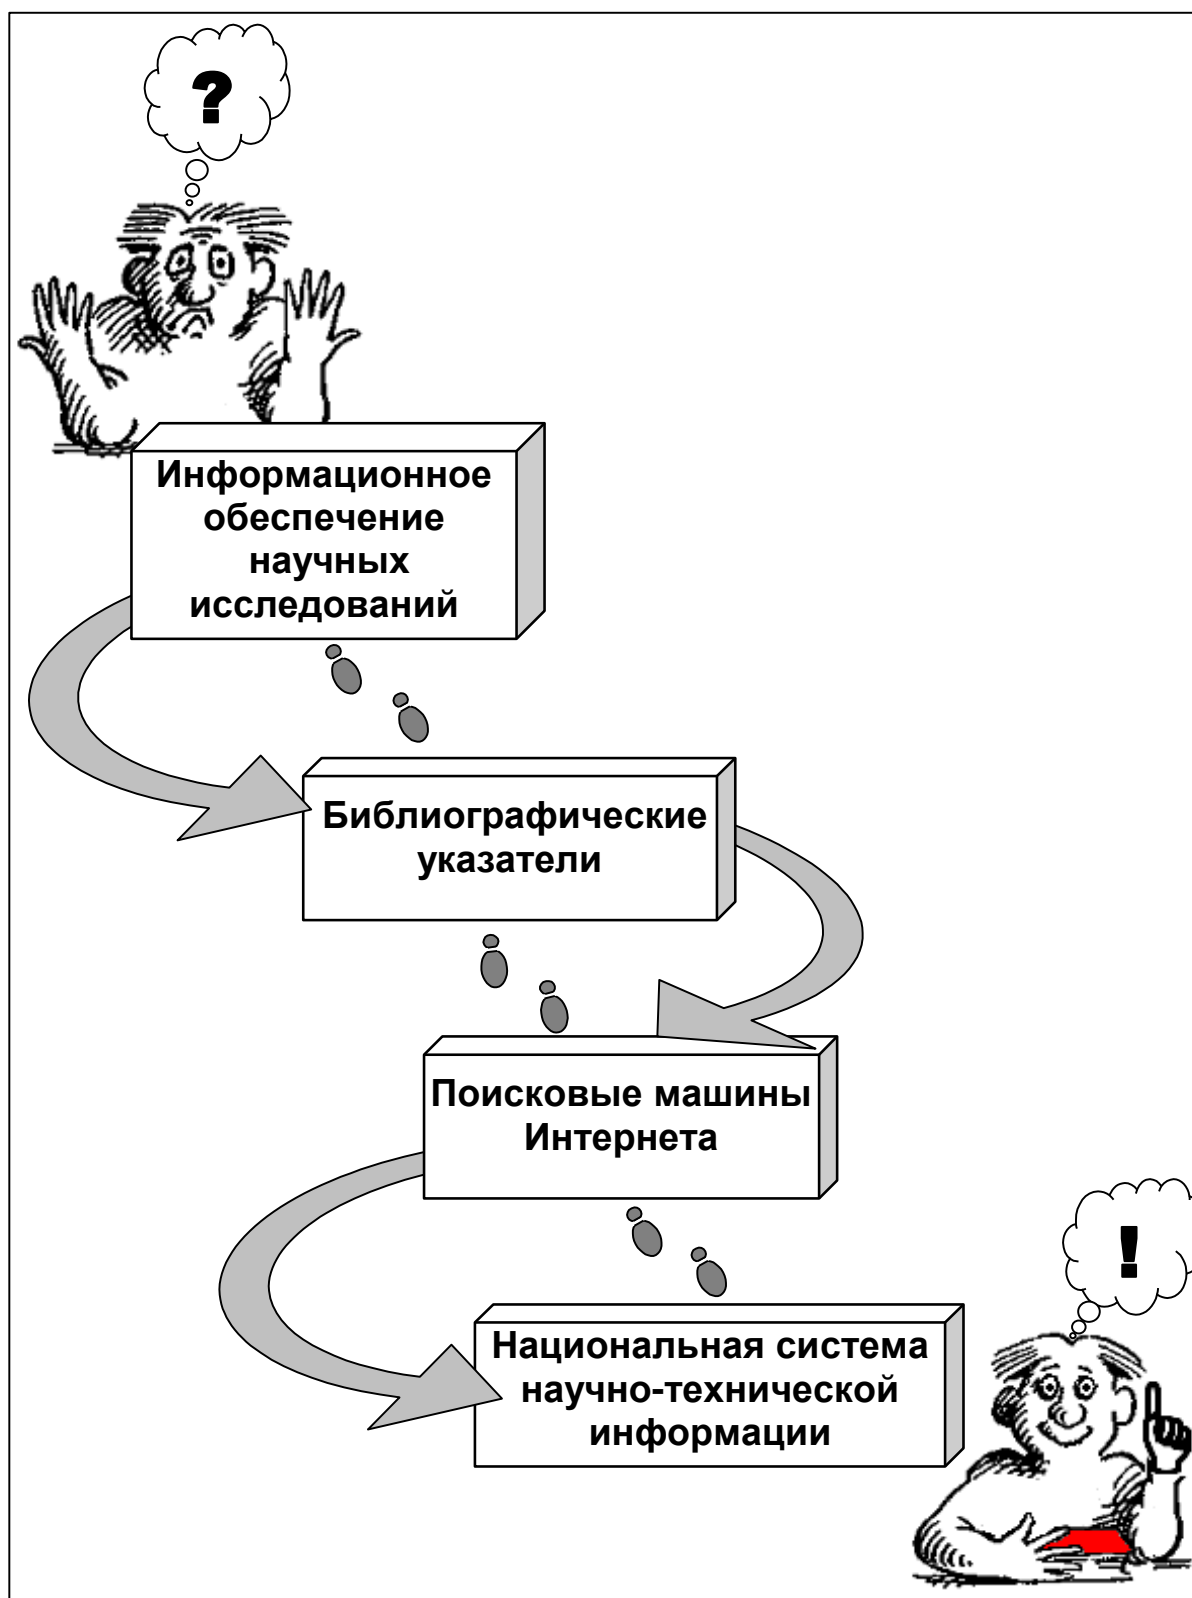 ?
Информационное
обеспечение
научных
исследований
Библиографические
указатели
Поисковые машины
Интернета
!
Национальная система
научно-технической
информации